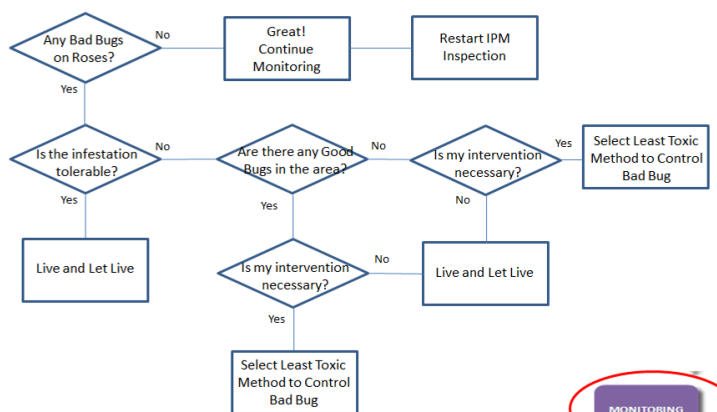 Any Bad Bugs
on Roses?
No
Great!
Continue
Monitoring
Restart IPM
Inspection
Yes
Is the infestation
tolerable?
No
Are there any Good
Bugs in the area?
No
Is my intervention
necessary?
Yes
Select Least Toxic
Method to Control
Bad Bug
Yes
Yes
No
Live and Let Live
Is my intervention
necessary?
No
Live and Let Live
Yes
Select Least Toxic
Method to Control
Bad Bug
MONITORING